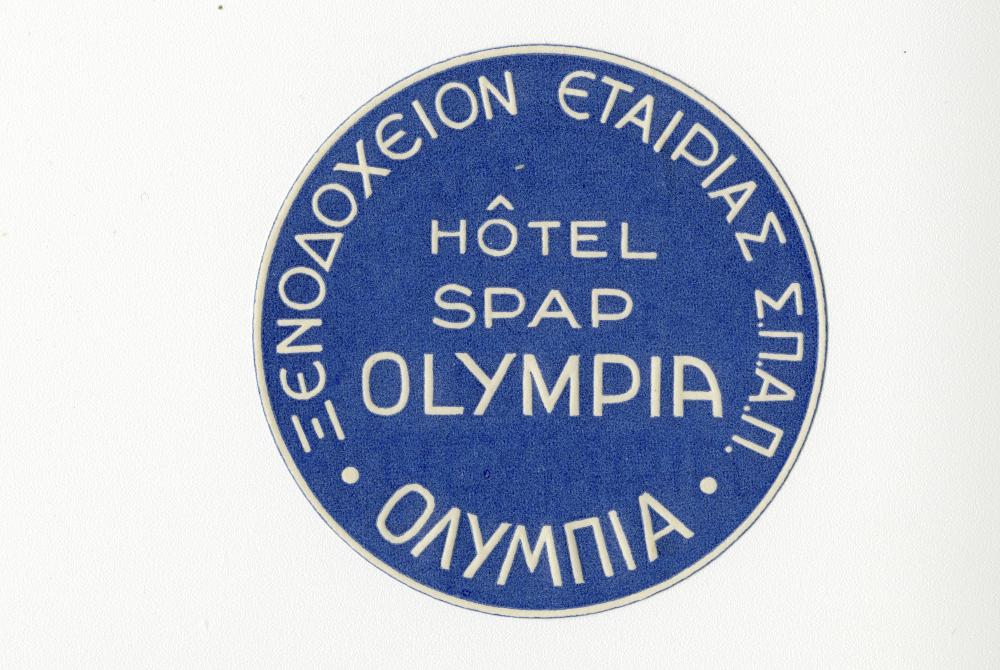 ΞΕΝΟΔΟΧΕΙΟΝ ΕΤΑΙΡΙΑΣ Σ.Π.Α.Π.
HÔTEL
SPAP
OLYMPIA
• ΟΛΥΜΠΙΑ •